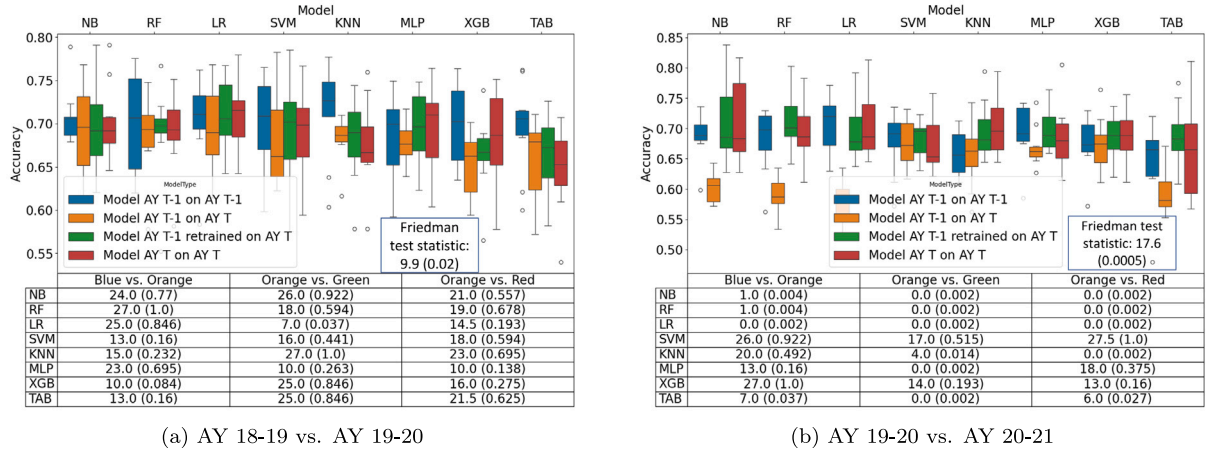 Model
NB RF LR SVM KNN MLP XGB TAB
0.80
0.75
0.70
0.65
0.60
0.55
Accuracy
ModelType
Model AY T-1 on AY T-1
Model AY T-1 on AY T
Model AY T-1 retrained on AY T
Model AY T on AY T
Friedman
test statistic:
9.9 (0.02)
Blue vs. Orange Orange vs. Green Orange vs. Red
NB 24.0 (0.77) 26.0 (0.922) 21.0 (0.557)
RF 27.0 (1.0) 18.0 (0.594) 19.0 (0.678)
LR 25.0 (0.846) 7.0 (0.037) 14.5 (0.193)
SVM 13.0 (0.16) 16.0 (0.441) 18.0 (0.594)
KNN 15.0 (0.232) 27.0 (1.0) 23.0 (0.695)
MLP 23.0 (0.695) 10.0 (0.263) 10.0 (0.138)
XGB 10.0 (0.084) 25.0 (0.846) 16.0 (0.275)
TAB 13.0 (0.16) 25.0 (0.846) 21.5 (0.625)
(a) AY 18-19 vs. AY 19-20
Model
NB RF LR SVM KNN MLP XGB TAB
0.85
0.80
0.75
0.70
0.65
0.60
0.55
0.50
Accuracy
ModelType
Model AY T-1 on AY T-1
Model AY T-1 on AY T
Model AY T-1 retrained on AY T
Model AY T on AY T
Friedman test
statistic: 17.6
(0.0005)
Blue vs. Orange Orange vs. Green Orange vs. Red
NB 1.0 (0.004) 0.0 (0.002) 0.0 (0.002)
RF 1.0 (0.004) 0.0 (0.002) 0.0 (0.002)
LR 0.0 (0.002) 0.0 (0.002) 0.0 (0.002)
SVM 26.0 (0.922) 17.0 (0.515) 27.5 (1.0)
KNN 20.0 (0.492) 4.0 (0.014) 0.0 (0.002)
MLP 13.0 (0.16) 0.0 (0.002) 18.0 (0.375)
XGB 27.0 (1.0) 14.0 (0.193) 13.0 (0.16)
TAB 7.0 (0.037) 0.0 (0.002) 6.0 (0.027)
(b) AY 19-20 vs. AY 20-21